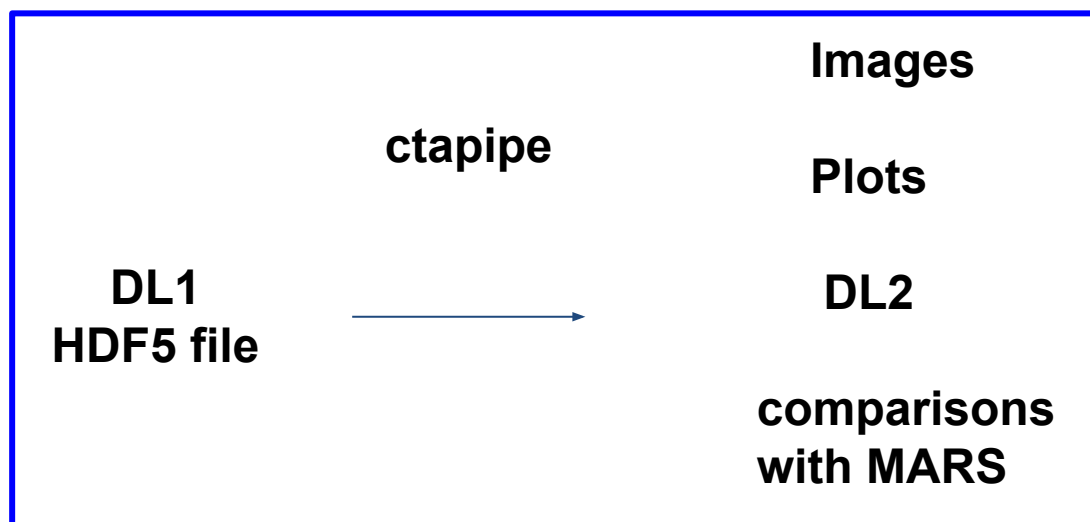 DL1
HDF5 file
ctapipe
Images
Plots
DL2
comparisons
with MARS